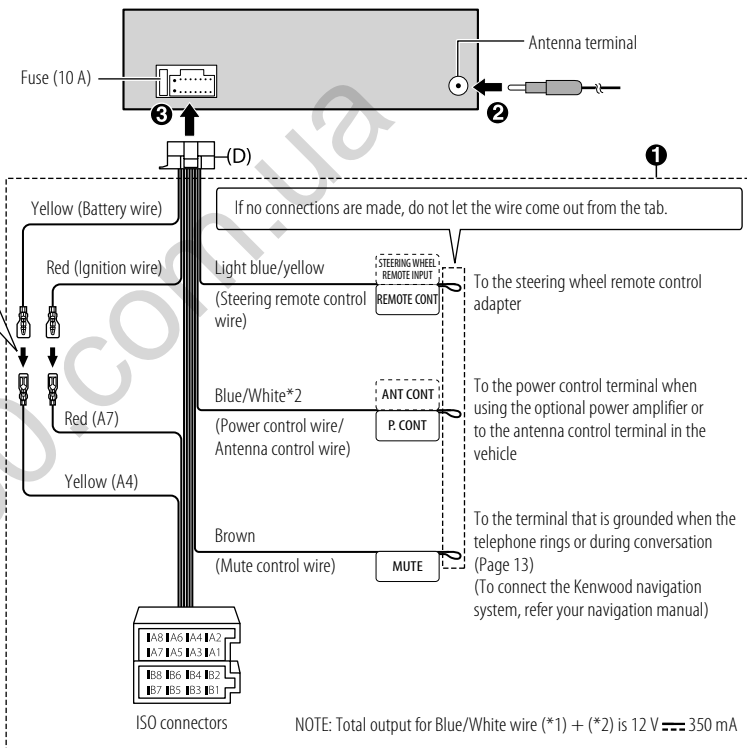 Antenna terminal
Fuse (10 A)
❸
❷
(D)
❶
Yellow (Battery wire)
If no connections are made, do not let the wire come out from the tab.
Red (Ignition wire)
Light blue/yellow
(Steering remote control
wire)
STEERING WHEEL
REMOTE INPUT
REMOTE CONT
To the steering wheel remote control
adapter
Blue/White*2
(Power control wire/
Antenna control wire)
ANT CONT
P. CONT
To the power control terminal when
using the optional power amplifier or
to the antenna control terminal in the
vehicle
Red (A7)
Yellow (A4)
Brown
(Mute control wire)
MUTE
To the terminal that is grounded when the
telephone rings or during conversation
(Page 13)
(To connect the Kenwood navigation
system, refer your navigation manual)
A8 A6 A4 A2
A7 A5 A3 A1
B8 B6 B4 B2
B7 B5 B3 B1
ISO connectors
NOTE: Total output for Blue/White wire (*1) + (*2) is 12 V ⎓ 350 mA
.com.ua